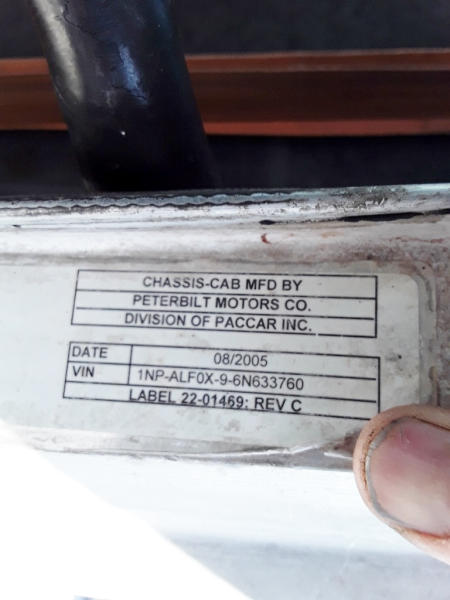 CHASSIS-CAB MFD BY
PETERBILT MOTORS CO.
DIVISION OF PACCAR INC.
DATE 08/2005
VIN 1NP-ALF0X-9-6N633760
LABEL 22-01469: REV C